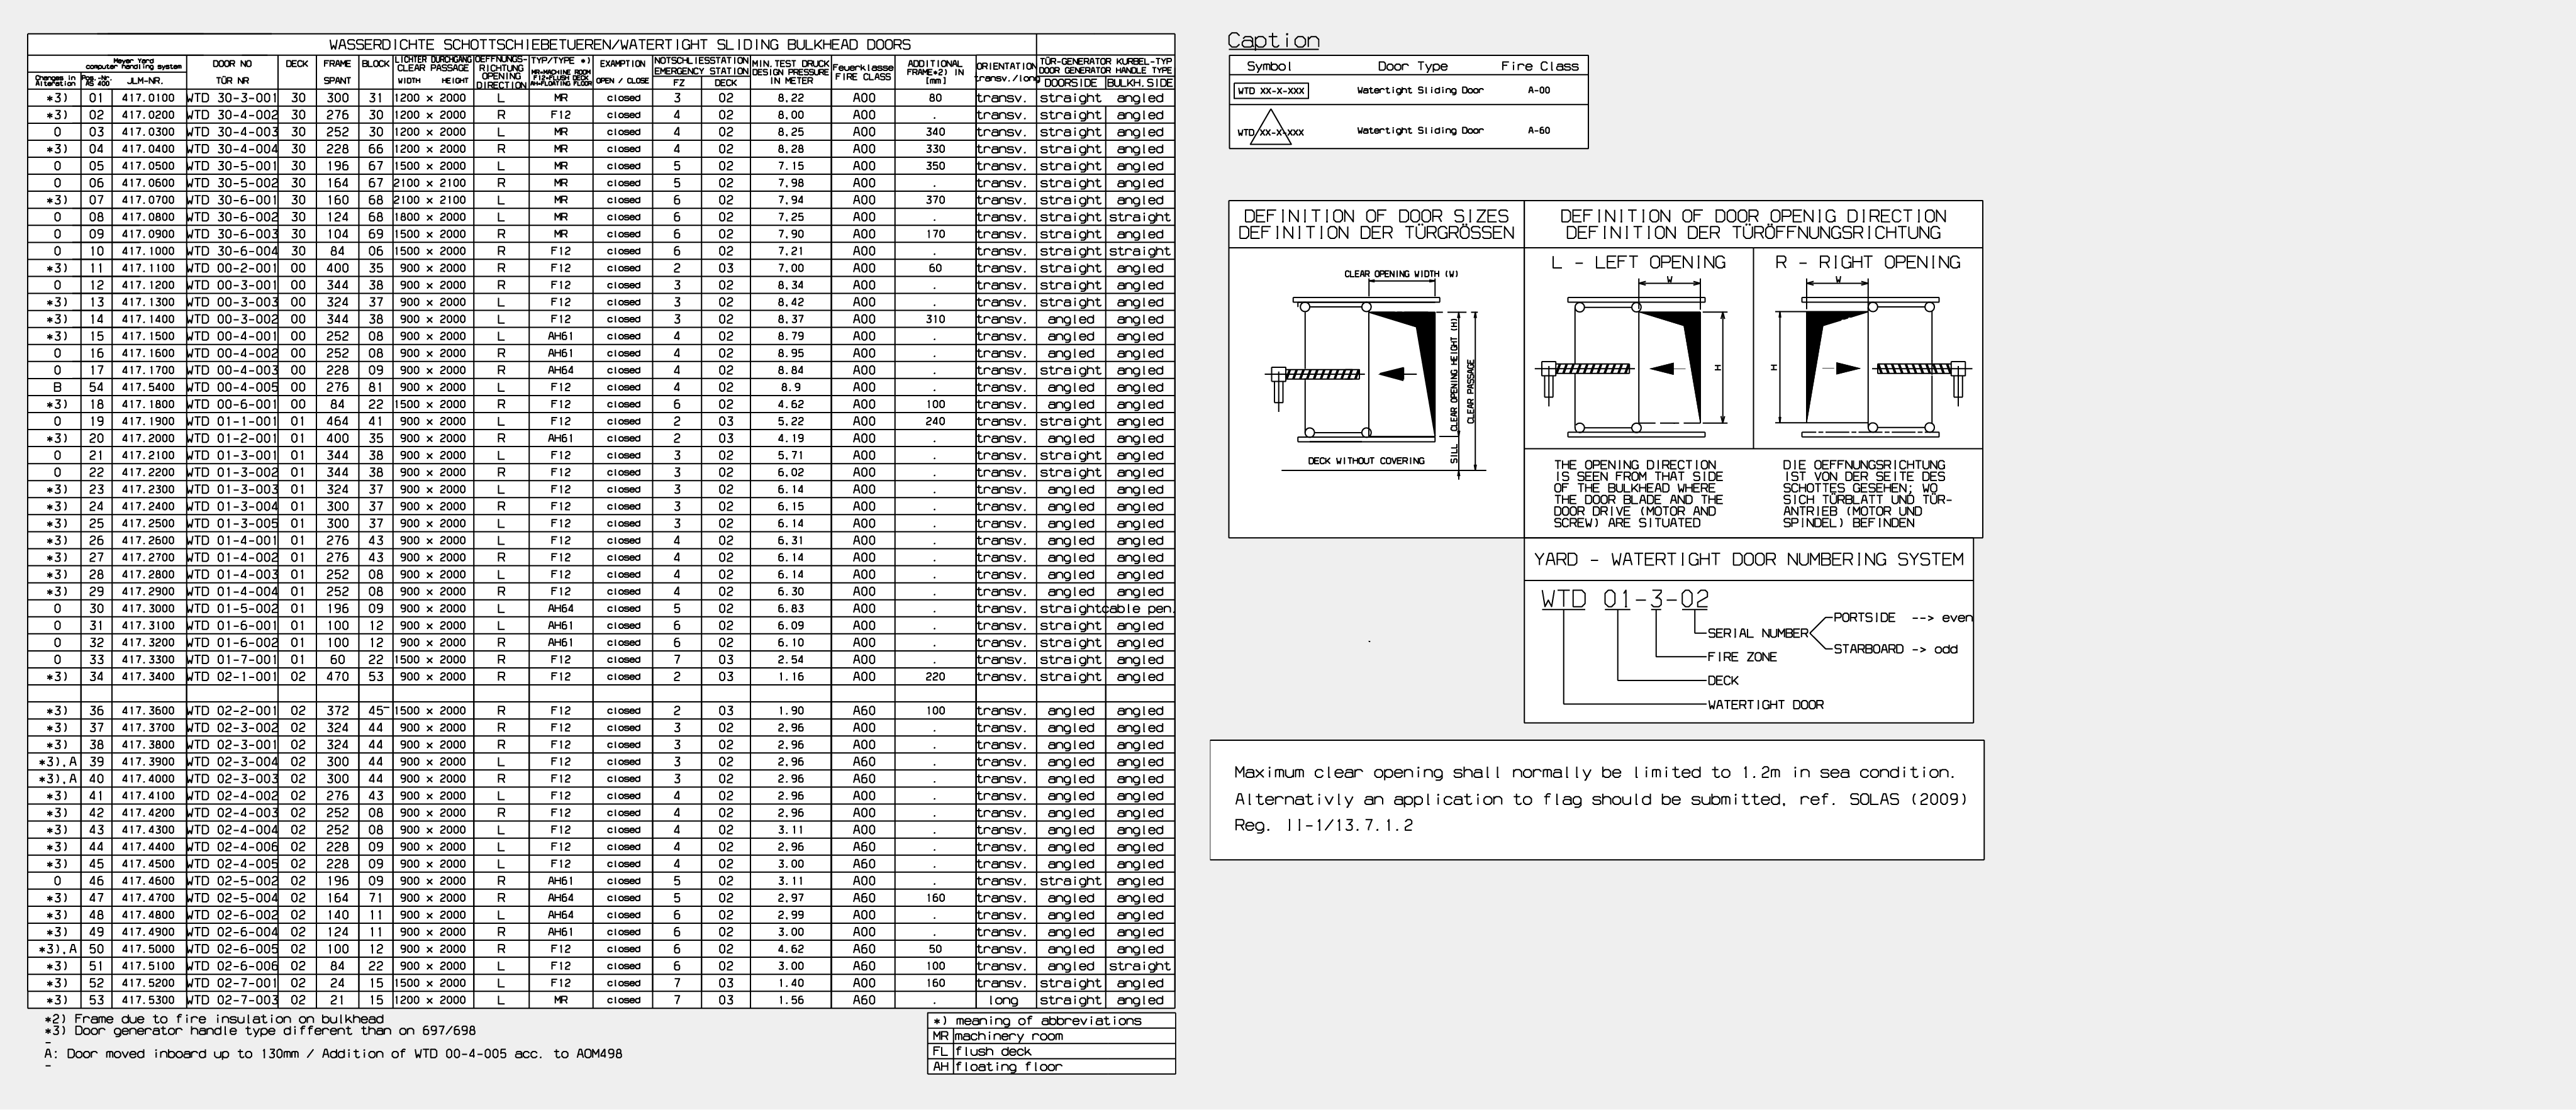 WASSERDICHTE SCHOTTSCHIEBETUEREN/WATERTIGHT SLIDING BULKHEAD DOORS
Changes in Alteration | Meyer Yard computer handling system | Pos.-Nr. AS 400 | JLM-NR. | DOOR NO TÜR NR | DECK | FRAME SPANT | BLOCK | LICHTER DURCHGANG CLEAR PASSAGE WIDTH HEIGHT | OEFFNUNGS-RICHTUNG OPENING DIRECTION | TYP/TYPE *) MR=MACHINE ROOM F12=FLUSH DECK AH=FLOATING FLOOR | EXAMPTION OPEN / CLOSE | NOTSCHLIESSTATION EMERGENCY STATION FZ DECK | MIN.TEST DRUCK DESIGN PRESSURE IN METER | Feuerklasse FIRE CLASS | ADDITIONAL FRAME*2) IN [mm] | ORIENTATION transv./long | TÜR-GENERATOR KURBEL-TYP DOOR GENERATOR HANDLE TYPE DOORSIDE BULKH.SIDE
*3) 01 417.0100 WTD 30-3-001 30 300 31 1200 x 2000 L MR closed 3 02 8.22 A00 80 transv. straight angled
*3) 02 417.0200 WTD 30-4-002 30 276 30 1200 x 2000 R F12 closed 4 02 8.00 A00 . transv. straight angled
0 03 417.0300 WTD 30-4-003 30 252 30 1200 x 2000 L MR closed 4 02 8.25 A00 340 transv. straight angled
*3) 04 417.0400 WTD 30-4-004 30 228 66 1200 x 2000 R MR closed 4 02 8.28 A00 330 transv. straight angled
0 05 417.0500 WTD 30-5-001 30 196 67 1500 x 2000 L MR closed 5 02 7.15 A00 350 transv. straight angled
0 06 417.0600 WTD 30-5-002 30 164 67 2100 x 2100 R MR closed 5 02 7.98 A00 . transv. straight angled
*3) 07 417.0700 WTD 30-6-001 30 160 68 2100 x 2100 L MR closed 6 02 7.94 A00 370 transv. straight angled
0 08 417.0800 WTD 30-6-002 30 124 68 1800 x 2000 L MR closed 6 02 7.25 A00 . transv. straight straight
0 09 417.0900 WTD 30-6-003 30 104 69 1500 x 2000 R MR closed 6 02 7.90 A00 170 transv. straight angled
0 10 417.1000 WTD 30-6-004 30 84 06 1500 x 2000 R F12 closed 6 02 7.21 A00 . transv. straight straight
*3) 11 417.1100 WTD 00-2-001 00 400 35 900 x 2000 R F12 closed 2 03 7.00 A00 60 transv. straight angled
0 12 417.1200 WTD 00-3-001 00 344 38 900 x 2000 R F12 closed 3 02 8.34 A00 . transv. straight angled
*3) 13 417.1300 WTD 00-3-003 00 324 37 900 x 2000 L F12 closed 3 02 8.42 A00 . transv. straight angled
*3) 14 417.1400 WTD 00-3-002 00 344 38 900 x 2000 L F12 closed 3 02 8.37 A00 310 transv. angled angled
*3) 15 417.1500 WTD 00-4-001 00 252 08 900 x 2000 L AH61 closed 4 02 8.79 A00 . transv. angled angled
0 16 417.1600 WTD 00-4-002 00 252 08 900 x 2000 R AH61 closed 4 02 8.95 A00 . transv. straight angled
0 17 417.1700 WTD 00-4-003 00 228 09 900 x 2000 R AH64 closed 4 02 8.84 A00 . transv. straight angled
B 54 417.5400 WTD 00-4-005 00 276 81 900 x 2000 L F12 closed 4 02 8.9 A00 . transv. angled angled
*3) 18 417.1800 WTD 00-6-001 00 84 22 1500 x 2000 R F12 closed 6 02 4.62 A00 100 transv. angled angled
0 19 417.1900 WTD 01-1-001 01 464 41 900 x 2000 L F12 closed 2 03 5.22 A00 240 transv. straight angled
*3) 20 417.2000 WTD 01-2-001 01 400 35 900 x 2000 R AH61 closed 2 03 4.19 A00 . transv. angled angled
0 21 417.2100 WTD 01-3-001 01 344 38 900 x 2000 L F12 closed 3 02 5.71 A00 . transv. straight angled
0 22 417.2200 WTD 01-3-002 01 344 38 900 x 2000 R F12 closed 3 02 6.02 A00 . transv. straight angled
*3) 23 417.2300 WTD 01-3-003 01 324 37 900 x 2000 L F12 closed 3 02 6.14 A00 . transv. angled angled
*3) 24 417.2400 WTD 01-3-004 01 300 37 900 x 2000 R F12 closed 3 02 6.15 A00 . transv. angled angled
*3) 25 417.2500 WTD 01-3-005 01 300 37 900 x 2000 L F12 closed 3 02 6.14 A00 . transv. angled angled
*3) 26 417.2600 WTD 01-4-001 01 276 43 900 x 2000 L F12 closed 4 02 6.31 A00 . transv. angled angled
*3) 27 417.2700 WTD 01-4-002 01 276 43 900 x 2000 R F12 closed 4 02 6.14 A00 . transv. angled angled
*3) 28 417.2800 WTD 01-4-003 01 252 08 900 x 2000 L F12 closed 4 02 6.14 A00 . transv. angled angled
*3) 29 417.2900 WTD 01-4-004 01 252 08 900 x 2000 R F12 closed 4 02 6.30 A00 . transv. angled angled
0 30 417.3000 WTD 01-5-002 01 196 09 900 x 2000 L AH64 closed 5 02 6.83 A00 . transv. straight cable pen.
0 31 417.3100 WTD 01-6-001 01 100 12 900 x 2000 L AH61 closed 6 02 6.09 A00 . transv. straight angled
0 32 417.3200 WTD 01-6-002 01 100 12 900 x 2000 R AH61 closed 6 02 6.10 A00 . transv. straight angled
0 33 417.3300 WTD 01-7-001 01 60 22 1500 x 2000 R F12 closed 7 03 2.54 A00 . transv. straight angled
*3) 34 417.3400 WTD 02-1-001 02 470 53 900 x 2000 R F12 closed 2 03 1.16 A00 220 transv. straight angled
*3) 36 417.3600 WTD 02-2-001 02 372 45 1500 x 2000 R F12 closed 2 03 1.90 A60 100 transv. angled angled
*3) 37 417.3700 WTD 02-3-002 02 324 44 900 x 2000 R F12 closed 3 02 2.96 A00 . transv. angled angled
*3) 38 417.3800 WTD 02-3-001 02 324 44 900 x 2000 R F12 closed 3 02 2.96 A00 . transv. angled angled
*3),A 39 417.3900 WTD 02-3-004 02 300 44 900 x 2000 L F12 closed 3 02 2.96 A60 . transv. angled angled
*3),A 40 417.4000 WTD 02-3-003 02 300 44 900 x 2000 R F12 closed 3 02 2.96 A60 . transv. angled angled
*3) 41 417.4100 WTD 02-4-002 02 276 43 900 x 2000 L F12 closed 4 02 2.96 A00 . transv. angled angled
*3) 42 417.4200 WTD 02-4-003 02 252 08 900 x 2000 R F12 closed 4 02 2.96 A00 . transv. angled angled
*3) 43 417.4300 WTD 02-4-004 02 252 08 900 x 2000 L F12 closed 4 02 3.11 A00 . transv. angled angled
*3) 44 417.4400 WTD 02-4-006 02 228 09 900 x 2000 L F12 closed 4 02 2.96 A60 . transv. angled angled
*3) 45 417.4500 WTD 02-4-005 02 228 09 900 x 2000 L F12 closed 4 02 3.00 A60 . transv. angled angled
0 46 417.4600 WTD 02-5-002 02 196 09 900 x 2000 R AH61 closed 5 02 3.11 A00 . transv. straight angled
*3) 47 417.4700 WTD 02-5-004 02 164 71 900 x 2000 R AH64 closed 5 02 2.97 A60 160 transv. angled angled
*3) 48 417.4800 WTD 02-6-002 02 140 11 900 x 2000 L AH64 closed 6 02 2.99 A00 . transv. angled angled
*3) 49 417.4900 WTD 02-6-004 02 124 11 900 x 2000 R AH61 closed 6 02 3.00 A00 . transv. angled angled
*3),A 50 417.5000 WTD 02-6-005 02 100 12 900 x 2000 R F12 closed 6 02 4.62 A60 50 transv. angled angled
*3) 51 417.5100 WTD 02-6-006 02 84 22 900 x 2000 L F12 closed 6 02 3.00 A60 100 transv. angled straight
*3) 52 417.5200 WTD 02-7-001 02 24 15 1500 x 2000 L F12 closed 7 03 1.40 A00 160 transv. straight angled
*3) 53 417.5300 WTD 02-7-003 02 21 15 1200 x 2000 L MR closed 7 03 1.56 A60 . long straight angled
*2) Frame due to fire insulation on bulkhead
*3) Door generator handle type different than on 697/698
-
A: Door moved inboard up to 130mm / Addition of WTD 00-4-005 acc. to AOM498
-
*) meaning of abbreviations
MR machinery room
FL flush deck
AH floating floor
Caption
Symbol Door Type Fire Class
WTD XX-X-XXX Watertight Sliding Door A-00
WTD XX-X-XXX Watertight Sliding Door A-60
DEFINITION OF DOOR SIZES
DEFINITION DER TÜRGRÖSSEN
CLEAR OPENING WIDTH (W)
CLEAR OPENING HEIGHT (H)
CLEAR PASSAGE
SILL
DECK WITHOUT COVERING
DEFINITION OF DOOR OPENIG DIRECTION
DEFINITION DER TÜRÖFFNUNGSRICHTUNG
L - LEFT OPENING
W
H
R - RIGHT OPENING
W
H
THE OPENING DIRECTION
IS SEEN FROM THAT SIDE
OF THE BULKHEAD WHERE
THE DOOR BLADE AND THE
DOOR DRIVE (MOTOR AND
SCREW) ARE SITUATED
DIE OEFFNUNGSRICHTUNG
IST VON DER SEITE DES
SCHOTTES GESEHEN; WO
SICH TÜRBLATT UND TÜR-
ANTRIEB (MOTOR UND
SPINDEL) BEFINDEN
YARD - WATERTIGHT DOOR NUMBERING SYSTEM
WTD 01-3-02
PORTSIDE --> even
SERIAL NUMBER
STARBOARD -> odd
FIRE ZONE
DECK
WATERTIGHT DOOR
Maximum clear opening shall normally be limited to 1.2m in sea condition.
Alternativly an application to flag should be submitted, ref. SOLAS (2009)
Reg. II-1/13.7.1.2